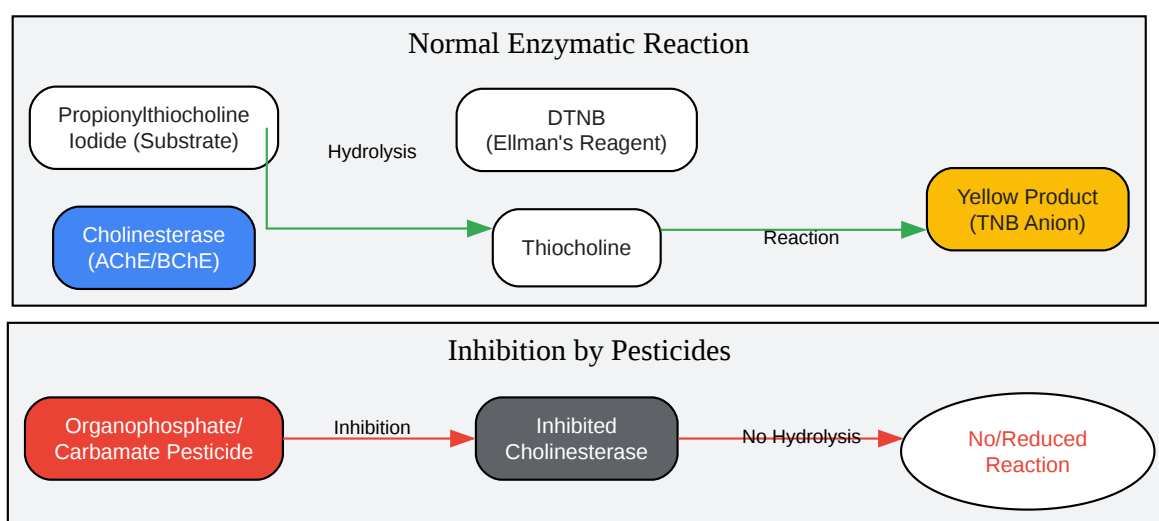 Normal Enzymatic Reaction
Propionylthiocholine
Iodide (Substrate)
Hydrolysis
DTNB
(Ellman's Reagent)
Cholinesterase
(AChE/BChE)
Thiocholine
Reaction
Yellow Product
(TNB Anion)
Inhibition by Pesticides
Organophosphate/
Carbamate Pesticide
Inhibition
Inhibited
Cholinesterase
No Hydrolysis
No/Reduced
Reaction